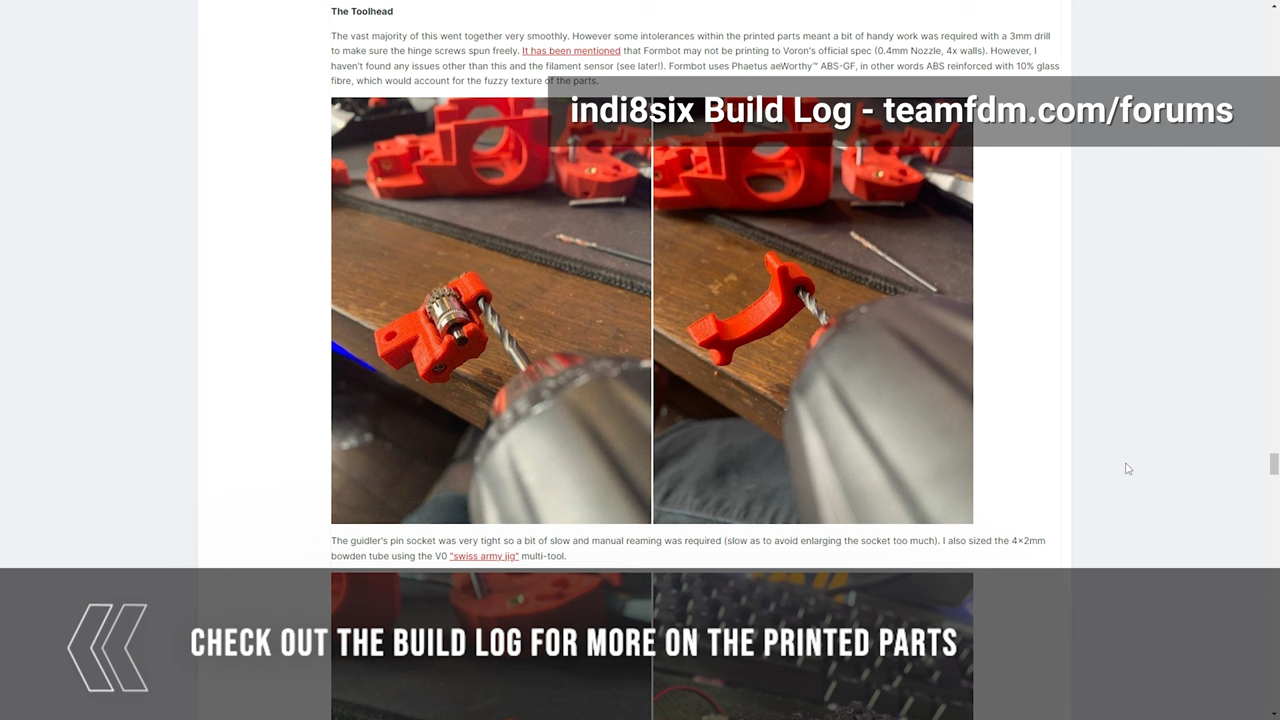 The Toolhead
The vast majority of this went together very smoothly. However some intolerances within the printed parts meant a bit of handy work was required with a 3mm drill
to make sure the hinge screws spun freely. It has been mentioned that Formbot may not be printing to Voron's official spec (0.4mm Nozzle, 4x walls). However, I
haven't found any issues other than this and the filament sensor (see later!). Formbot uses Phaetus aeWorthy™ ABS-GF, in other words ABS reinforced with 10% glass
fibre, which would account for the fuzzy texture of the parts.
indi8six Build Log - teamfdm.com/forums
The guidler's pin socket was very tight so a bit of slow and manual reaming was required (slow as to avoid enlarging the socket too much). I also sized the 4×2mm
bowden tube using the V0 "swiss army jig" multi-tool.
CHECK OUT THE BUILD LOG FOR MORE ON THE PRINTED PARTS